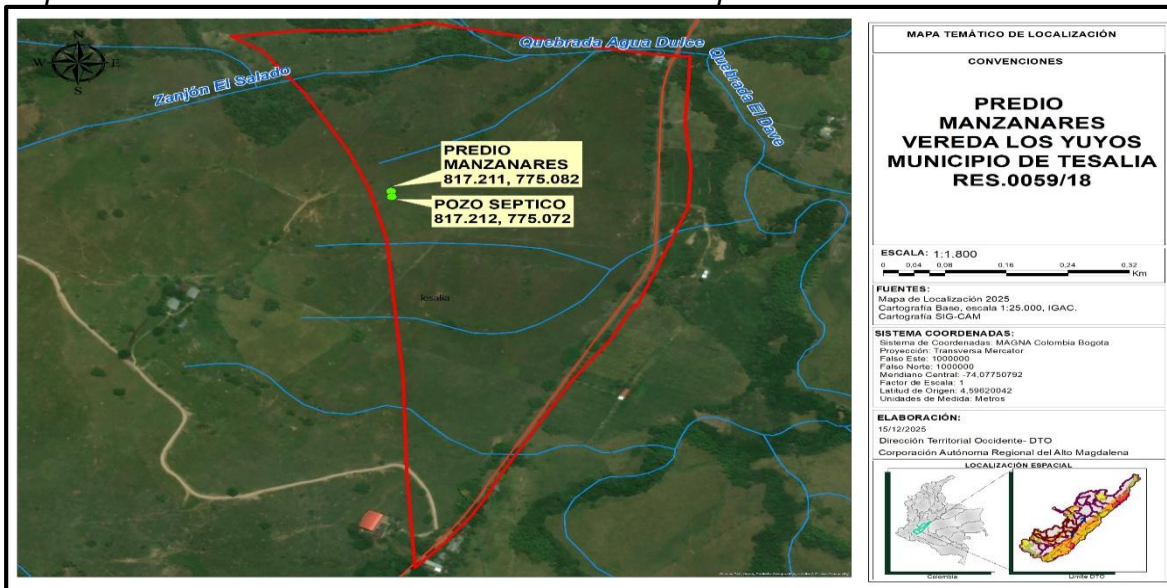 N
W
E
S
Zanjón El Salado
Quebrada Agua Dulce
Quebrada El Dave
PREDIO
MANZANARES
817.211, 775.082
POZO SEPTICO
817.212, 775.072
Tesalia
MAPA TEMÁTICO DE LOCALIZACIÓN
CONVENCIONES
PREDIO
MANZANARES
VEREDA LOS YUYOS
MUNICIPIO DE TESALIA
RES.0059/18
ESCALA: 1:1.800
0 0,04 0,08 0,16 0,24 0,32
Km
FUENTES:
Mapa de Localización 2025
Cartografía Base, escala 1:25.000, IGAC.
Cartografía SIG-CAM
SISTEMA COORDENADAS:
Sistema de Coordenadas: MAGNA Colombia Bogota
Proyección: Transversa Mercator
Falso Este: 1000000
Falso Norte: 1000000
Meridiano Central: -74,07750792
Factor de Escala: 1
Latitud de Origen: 4,59620042
Unidades de Medida: Metros
ELABORACIÓN:
15/12/2025
Dirección Territorial Occidente- DTO
Corporación Autónoma Regional del Alto Magdalena
LOCALIZACIÓN ESPACIAL
Colombia
Límite DTO